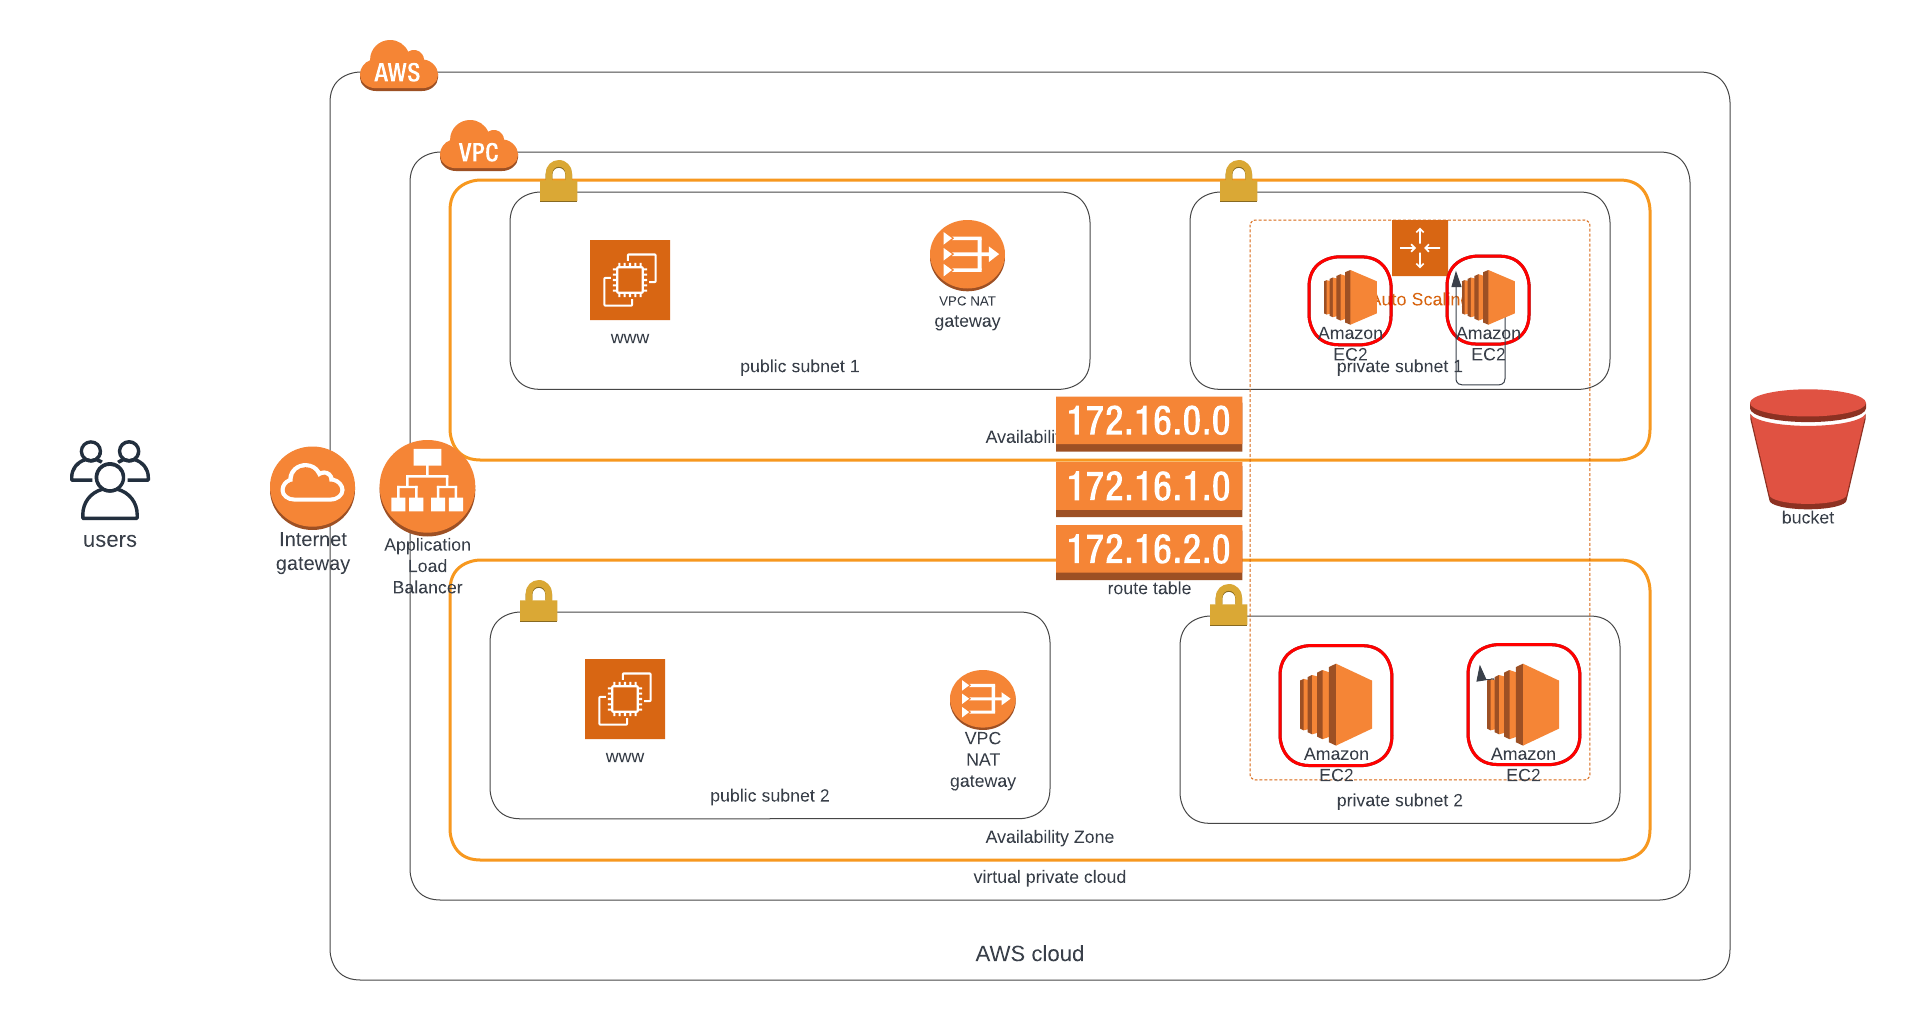 AWS
VPC
www
VPC NAT
gateway
public subnet 1
Auto Scaling
Amazon
EC2
Amazon
EC2
private subnet 1
172.16.0.0
172.16.1.0
172.16.2.0
route table
users
Internet
gateway
Application
Load
Balancer
bucket
www
VPC
NAT
gateway
public subnet 2
Amazon
EC2
Amazon
EC2
private subnet 2
Availability Zone
virtual private cloud
AWS cloud